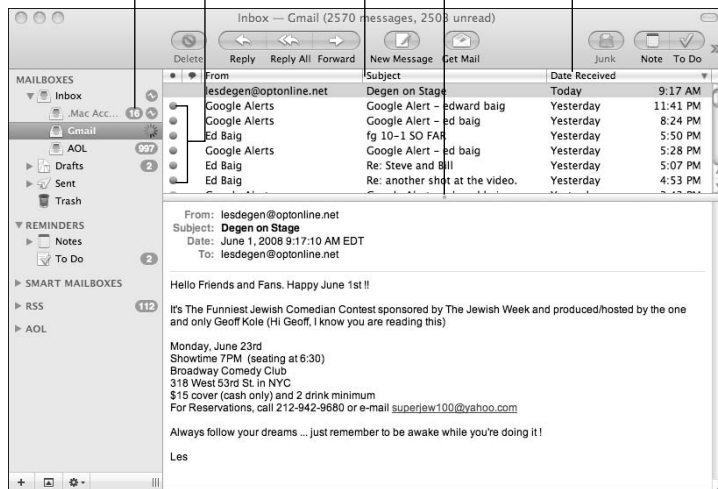 Inbox — Gmail (2570 messages, 2503 unread)
Delete Reply Reply All Forward New Message Get Mail Junk Note To Do
MAILBOXES
Inbox
.Mac Acc... 16
Gmail
AOL 997
Drafts 2
Sent
Trash
REMINDERS
Notes
To Do 2
SMART MAILBOXES
RSS 112
AOL
From Subject Date Received
lesdegen@optonline.net Degen on Stage Today 9:17 AM
Google Alerts Google Alert - edward baig Yesterday 11:41 PM
Google Alerts Google Alert - ed baig Yesterday 8:24 PM
Ed Baig fg 10-1 SO FAR Yesterday 5:50 PM
Google Alerts Google Alert - ed baig Yesterday 5:28 PM
Ed Baig Re: Steve and Bill Yesterday 5:07 PM
Ed Baig Re: another shot at the video. Yesterday 4:53 PM
From: lesdegen@optonline.net
Subject: Degen on Stage
Date: June 1, 2008 9:17:10 AM EDT
To: lesdegen@optonline.net
Hello Friends and Fans. Happy June 1st !!
It's The Funniest Jewish Comedian Contest sponsored by The Jewish Week and produced/hosted by the one
and only Geoff Kole (Hi Geoff, I know you are reading this)
Monday, June 23rd
Showtime 7PM (seating at 6:30)
Broadway Comedy Club
318 West 53rd St. in NYC
$15 cover (cash only) and 2 drink minimum
For Reservations, call 212-942-9680 or e-mail superjew100@yahoo.com
Always follow your dreams ... just remember to be awake while you're doing it !
Les